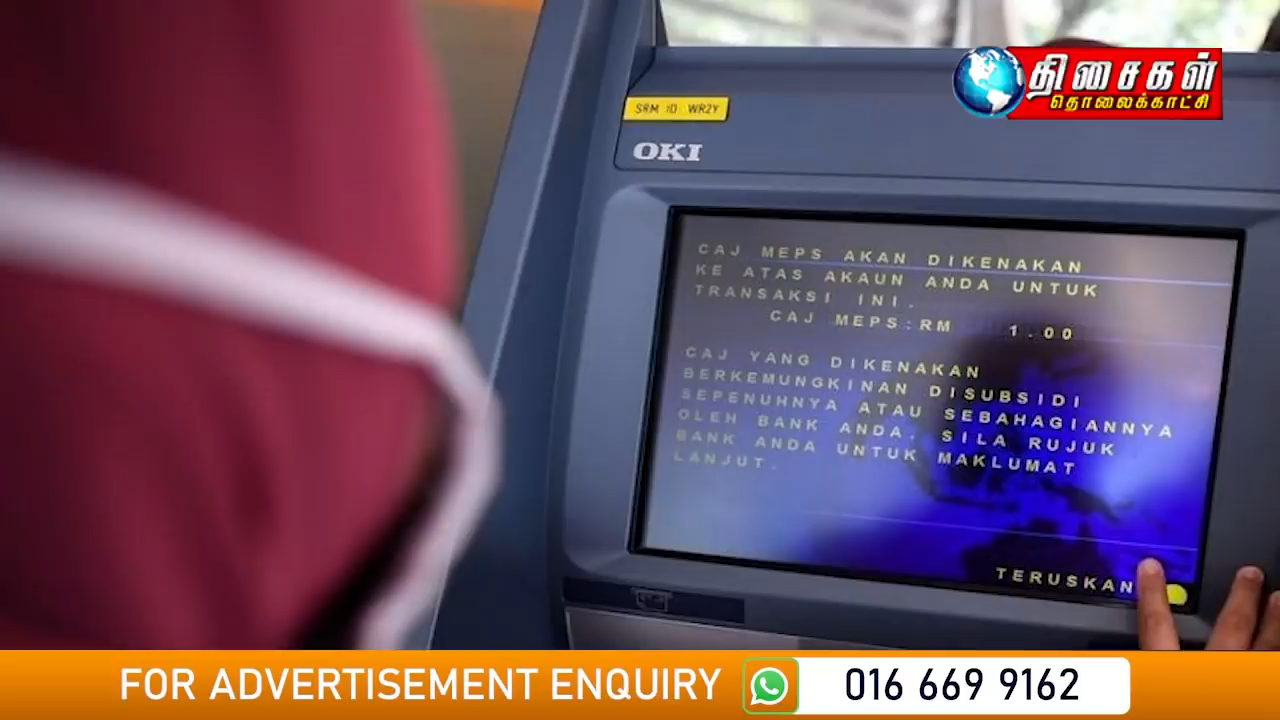 திசைகள்
தொலைக்காட்சி
SRM ID: WRZY
OKI
CAJ MEPS AKAN DIKENAKAN
KE ATAS AKAUN ANDA UNTUK
TRANSAKSI INI.
CAJ MEPS:RM 1.00
CAJ YANG DIKENAKAN
BERKEMUNGKINAN DISUBSIDI
SEPENUHNYA ATAU SEBAHAGIANNYA
OLEH BANK ANDA. SILA RUJUK
BANK ANDA UNTUK MAKLUMAT
LANJUT.
TERUSKAN
FOR ADVERTISEMENT ENQUIRY 016 669 9162